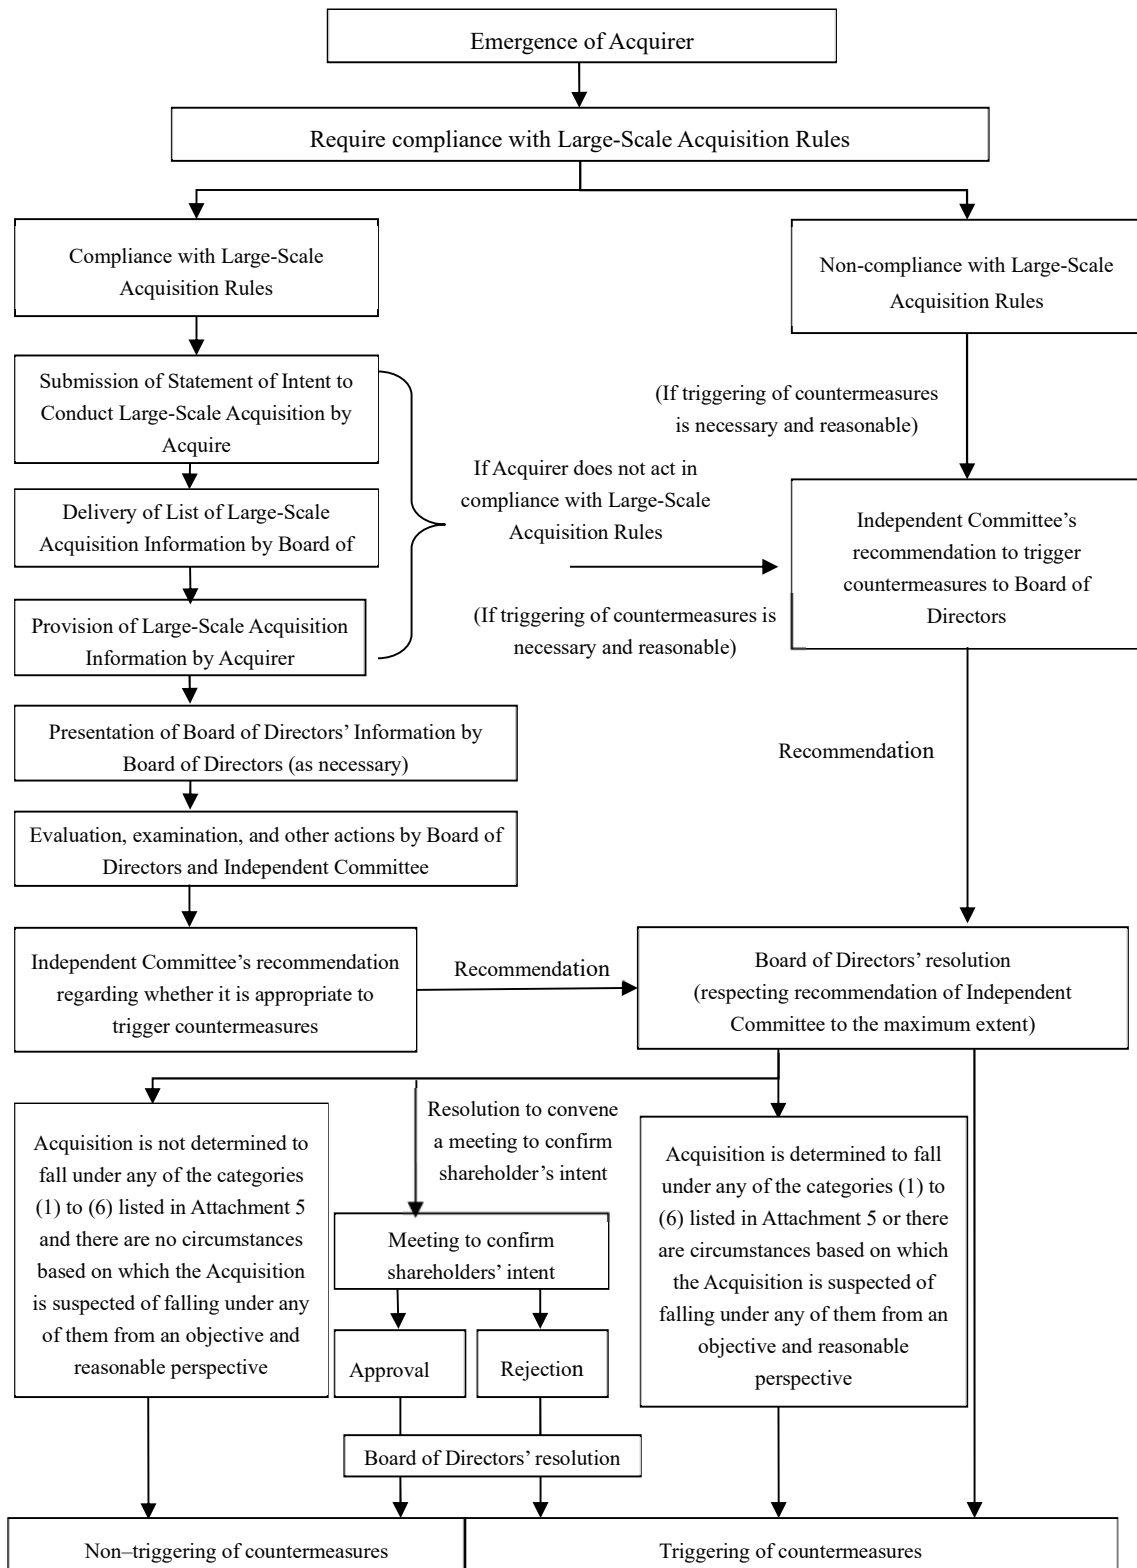 Emergence of Acquirer
Require compliance with Large-Scale Acquisition Rules
Compliance with Large-Scale
Acquisition Rules
Non-compliance with Large-Scale
Acquisition Rules
Submission of Statement of Intent to
Conduct Large-Scale Acquisition by
Acquire
(If triggering of countermeasures
is necessary and reasonable)
Delivery of List of Large-Scale
Acquisition Information by Board of
If Acquirer does not act in
compliance with Large-Scale
Acquisition Rules
(If triggering of countermeasures is
necessary and reasonable)
Independent Committee’s
recommendation to trigger
countermeasures to Board of
Directors
Provision of Large-Scale Acquisition
Information by Acquirer
Presentation of Board of Directors’ Information by
Board of Directors (as necessary)
Recommendation
Evaluation, examination, and other actions by Board of
Directors and Independent Committee
Independent Committee’s recommendation
regarding whether it is appropriate to
trigger countermeasures
Recommendation
Board of Directors’ resolution
(respecting recommendation of Independent
Committee to the maximum extent)
Acquisition is not determined to
fall under any of the categories
(1) to (6) listed in Attachment 5
and there are no circumstances
based on which the Acquisition
is suspected of falling under any
of them from an objective and
reasonable perspective
Resolution to convene
a meeting to confirm
shareholder’s intent
Meeting to confirm
shareholders’ intent
Approval
Rejection
Board of Directors’ resolution
Acquisition is determined to fall
under any of the categories (1) to
(6) listed in Attachment 5 or there
are circumstances based on which
the Acquisition is suspected of
falling under any of them from an
objective and reasonable
perspective
Non–triggering of countermeasures
Triggering of countermeasures